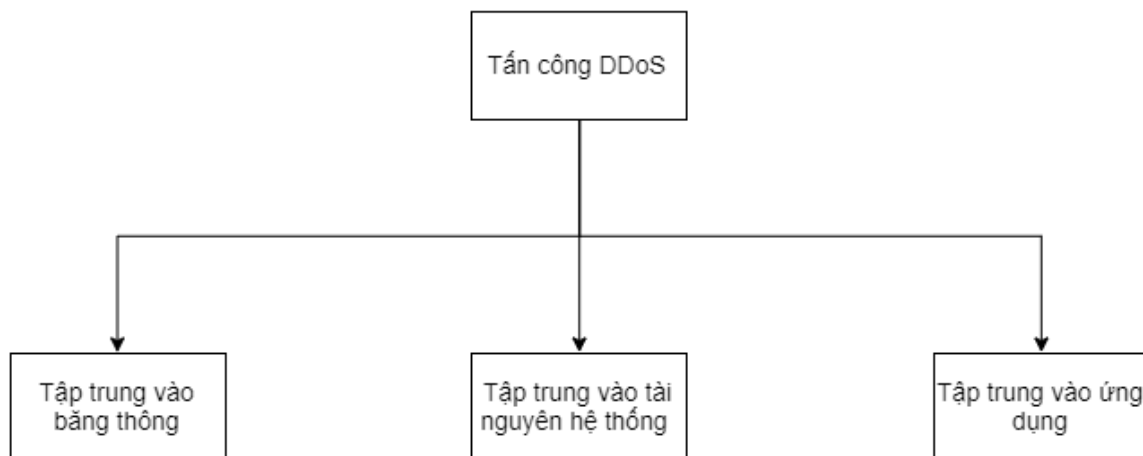 Tấn công DDoS
Tập trung vào
băng thông
Tập trung vào tài
nguyên hệ thống
Tập trung vào ứng
dụng